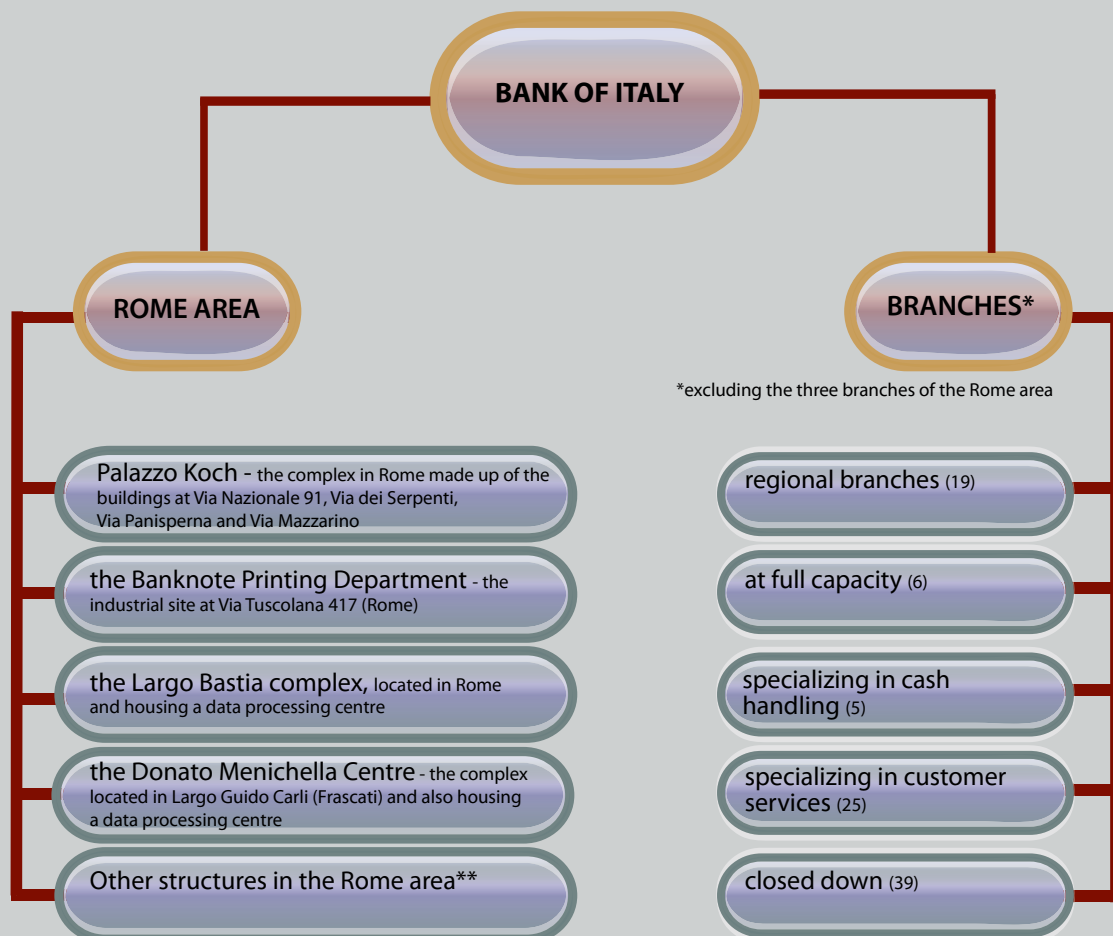 BANK OF ITALY
ROME AREA
BRANCHES*
*excluding the three branches of the Rome area
Palazzo Koch - the complex in Rome made up of the
buildings at Via Nazionale 91, Via dei Serpenti,
Via Panisperna and Via Mazzarino
the Banknote Printing Department - the
industrial site at Via Tuscolana 417 (Rome)
the Largo Bastia complex, located in Rome
and housing a data processing centre
the Donato Menichella Centre - the complex
located in Largo Guido Carli (Frascati) and also housing
a data processing centre
Other structures in the Rome area**
regional branches (19)
at full capacity (6)
specializing in cash
handling (5)
specializing in customer
services (25)
closed down (39)